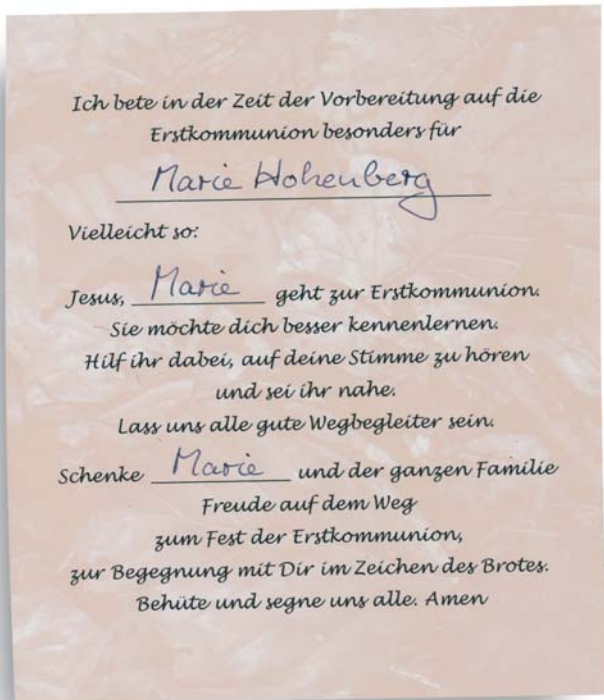 Ich bete in der Zeit der Vorbereitung auf die
Erstkommunion besonders für
Marie Hohenberg
Vielleicht so:
Jesus, Marie geht zur Erstkommunion.
Sie möchte dich besser kennenlernen.
Hilf ihr dabei, auf deine Stimme zu hören
und sei ihr nahe.
Lass uns alle gute Wegbegleiter sein.
Schenke Marie und der ganzen Familie
Freude auf dem Weg
zum Fest der Erstkommunion,
zur Begegnung mit Dir im Zeichen des Brotes.
Behüte und segne uns alle. Amen